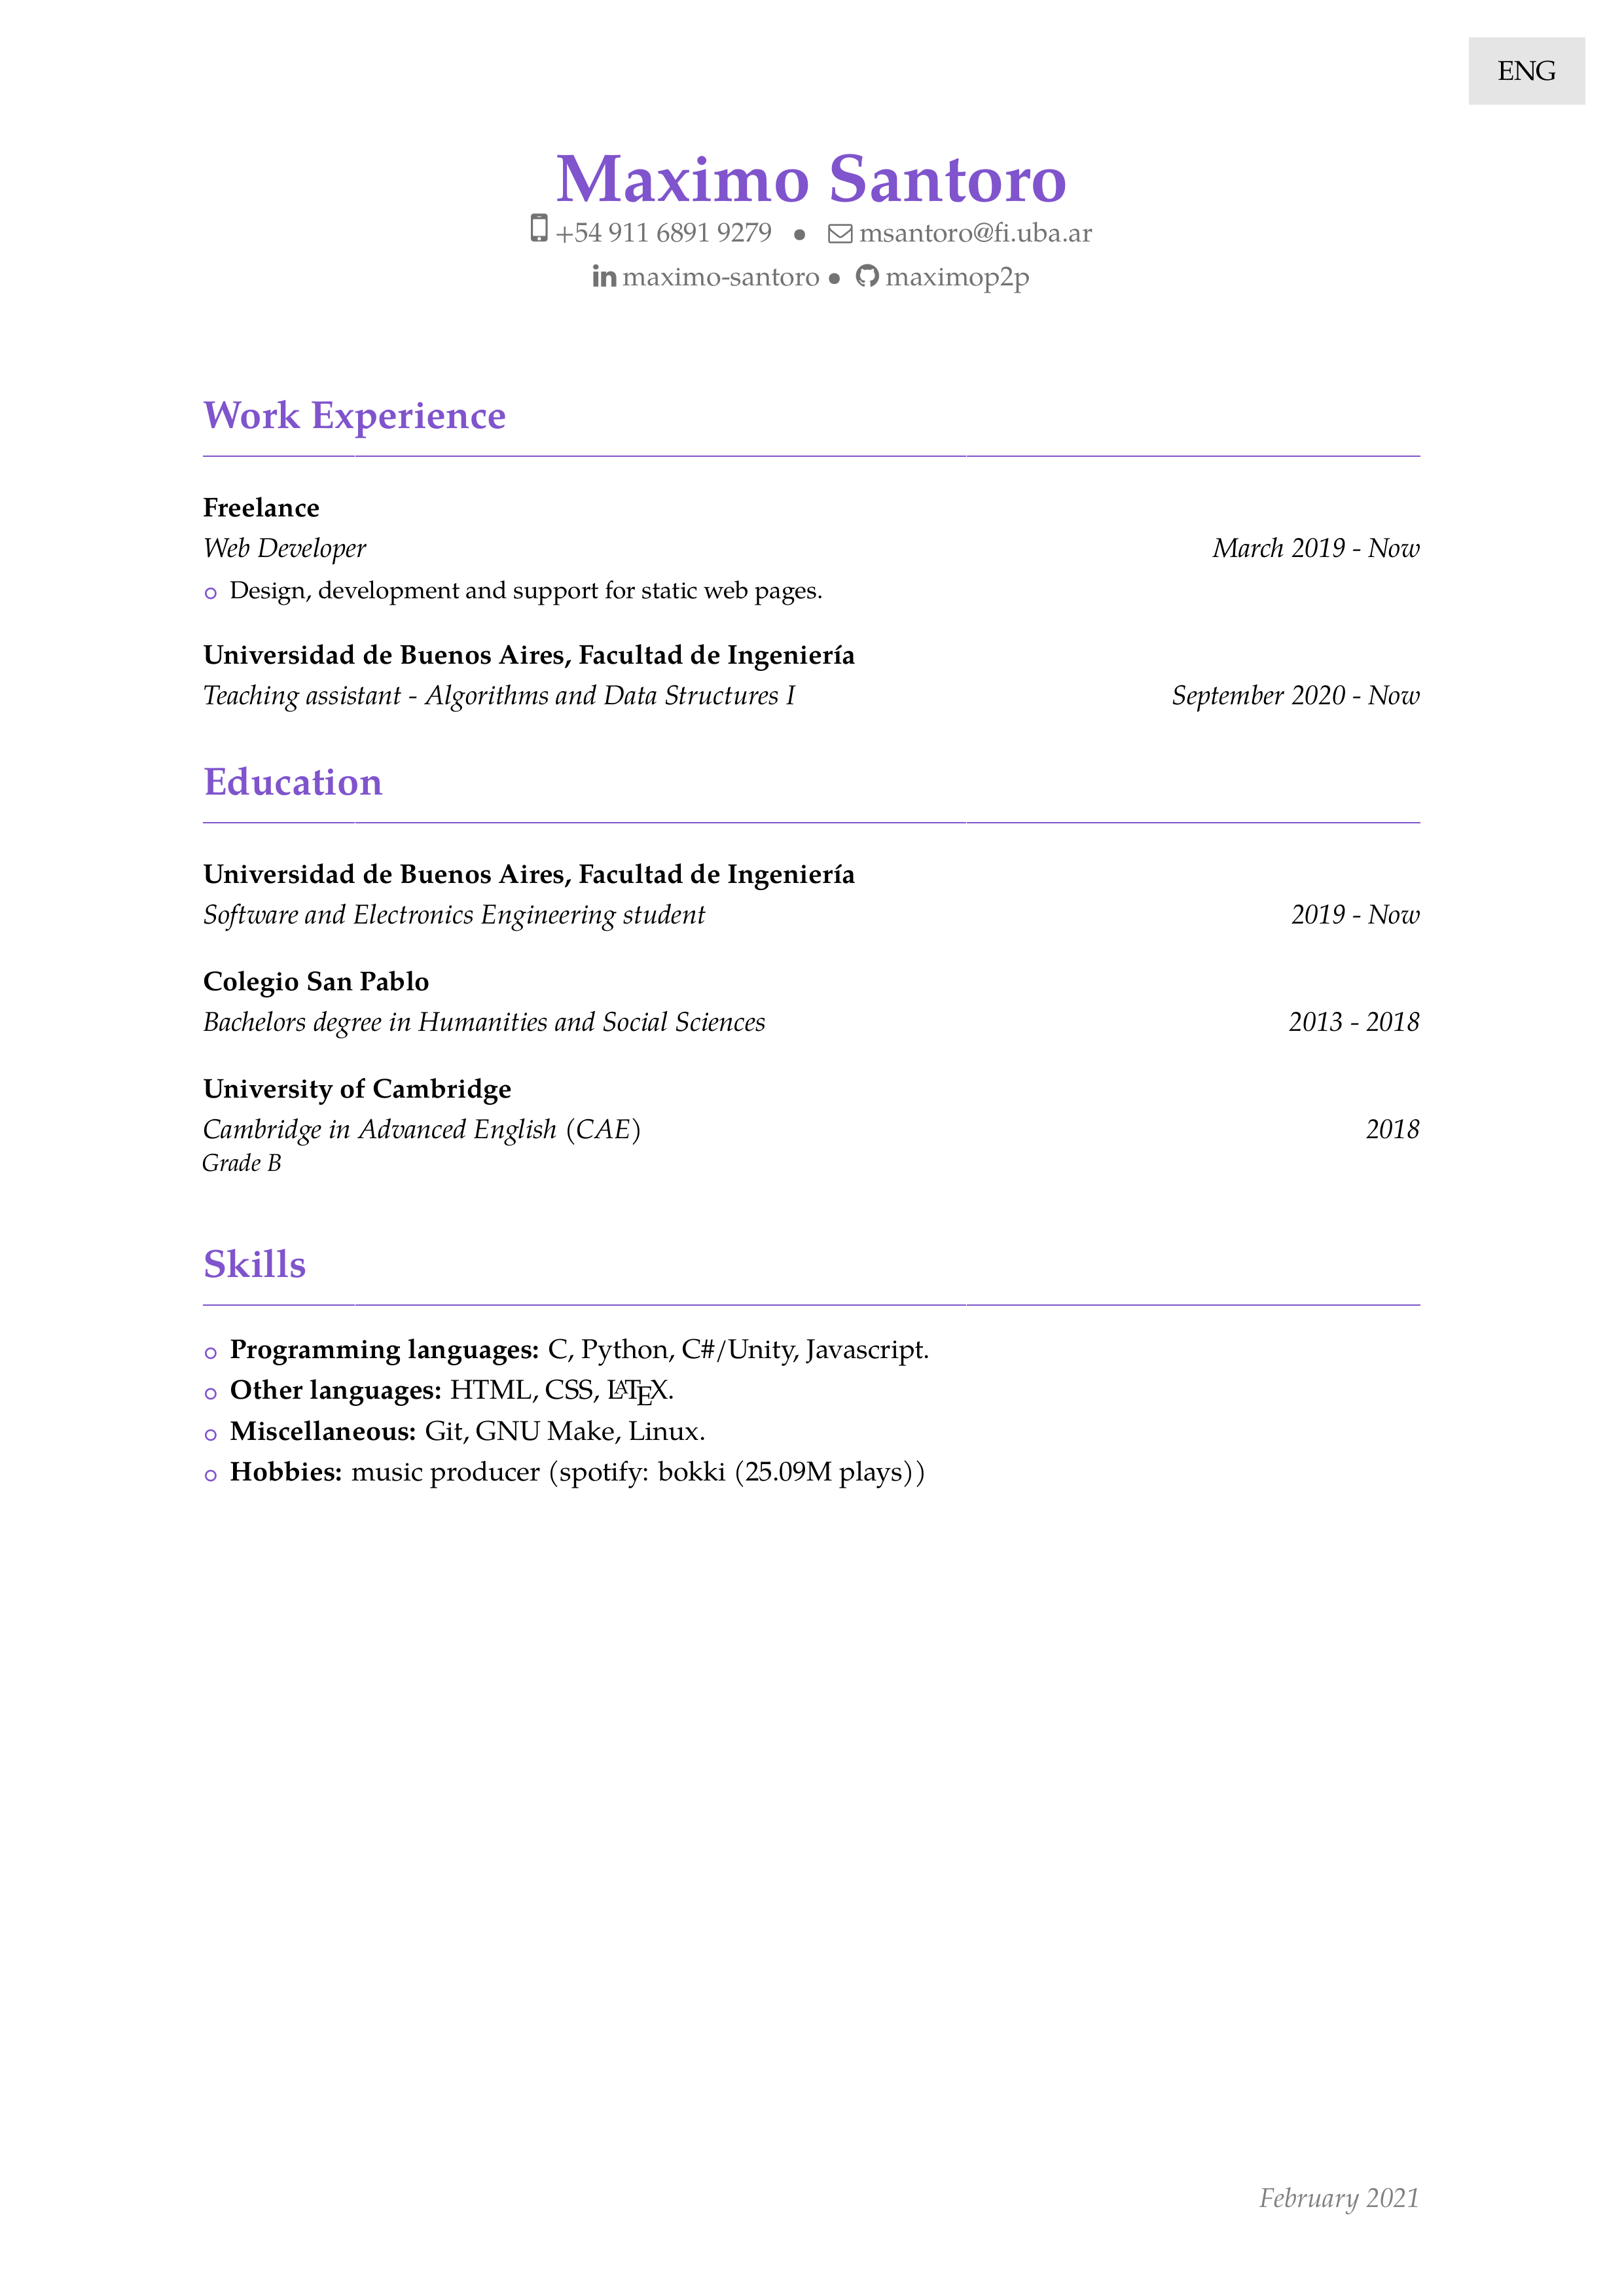 ENG
Maximo Santoro
+54 911 6891 9279 ● msantoro@fi.uba.ar
maximo-santoro ● maximop2p
Work Experience
Freelance
Web Developer March 2019 - Now
Design, development and support for static web pages.
Universidad de Buenos Aires, Facultad de Ingeniería
Teaching assistant - Algorithms and Data Structures I September 2020 - Now
Education
Universidad de Buenos Aires, Facultad de Ingeniería
Software and Electronics Engineering student 2019 - Now
Colegio San Pablo
Bachelors degree in Humanities and Social Sciences 2013 - 2018
University of Cambridge
Cambridge in Advanced English (CAE) 2018
Grade B
Skills
Programming languages: C, Python, C#/Unity, Javascript.
Other languages: HTML, CSS, LATEX.
Miscellaneous: Git, GNU Make, Linux.
Hobbies: music producer (spotify: bokki (25.09M plays))
February 2021